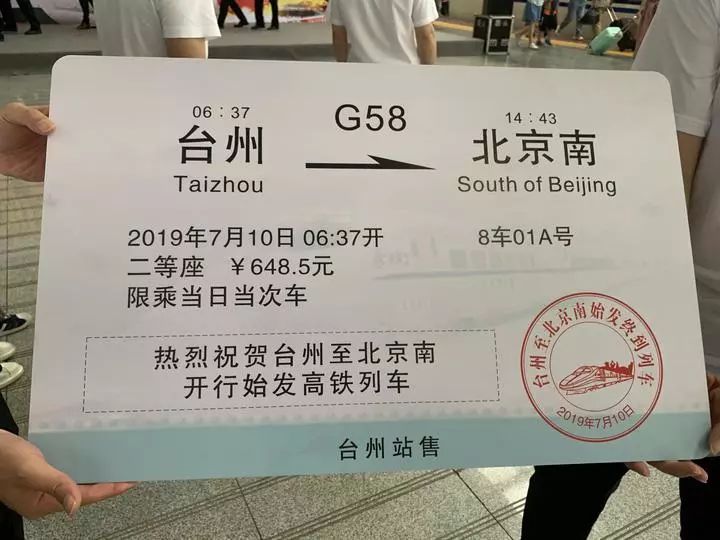 06：37
G58
14：43
台州
北京南
Taizhou
South of Beijing
2019年7月10日 06:37开
8车01A号
二等座 ￥648.5元
限乘当日当次车
热烈祝贺台州至北京南
开行始发高铁列车
台州至北京南始发终到列车
2019年7月10日
台州站售